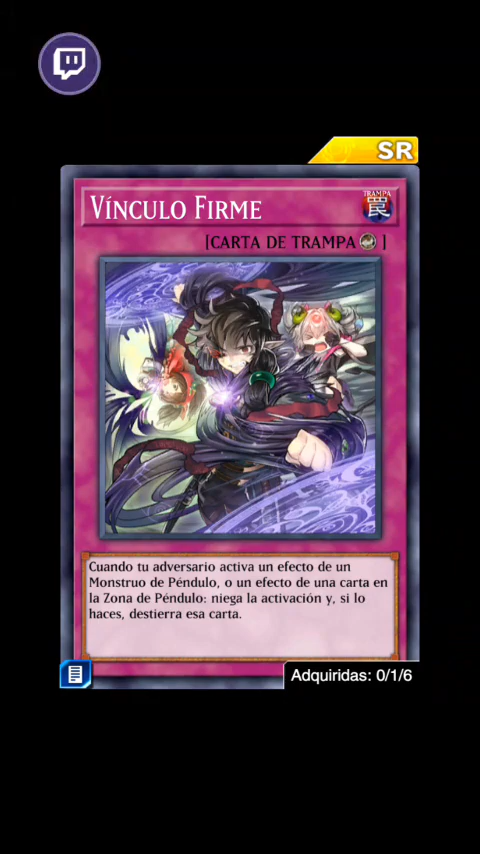 SR
VÍNCULO FIRME
TRAMPA
罠
[CARTA DE TRAMPA ]
Cuando tu adversario activa un efecto de un
Monstruo de Péndulo, o un efecto de una carta en
la Zona de Péndulo: niega la activación y, si lo
haces, destierra esa carta.
Adquiridas: 0/1/6